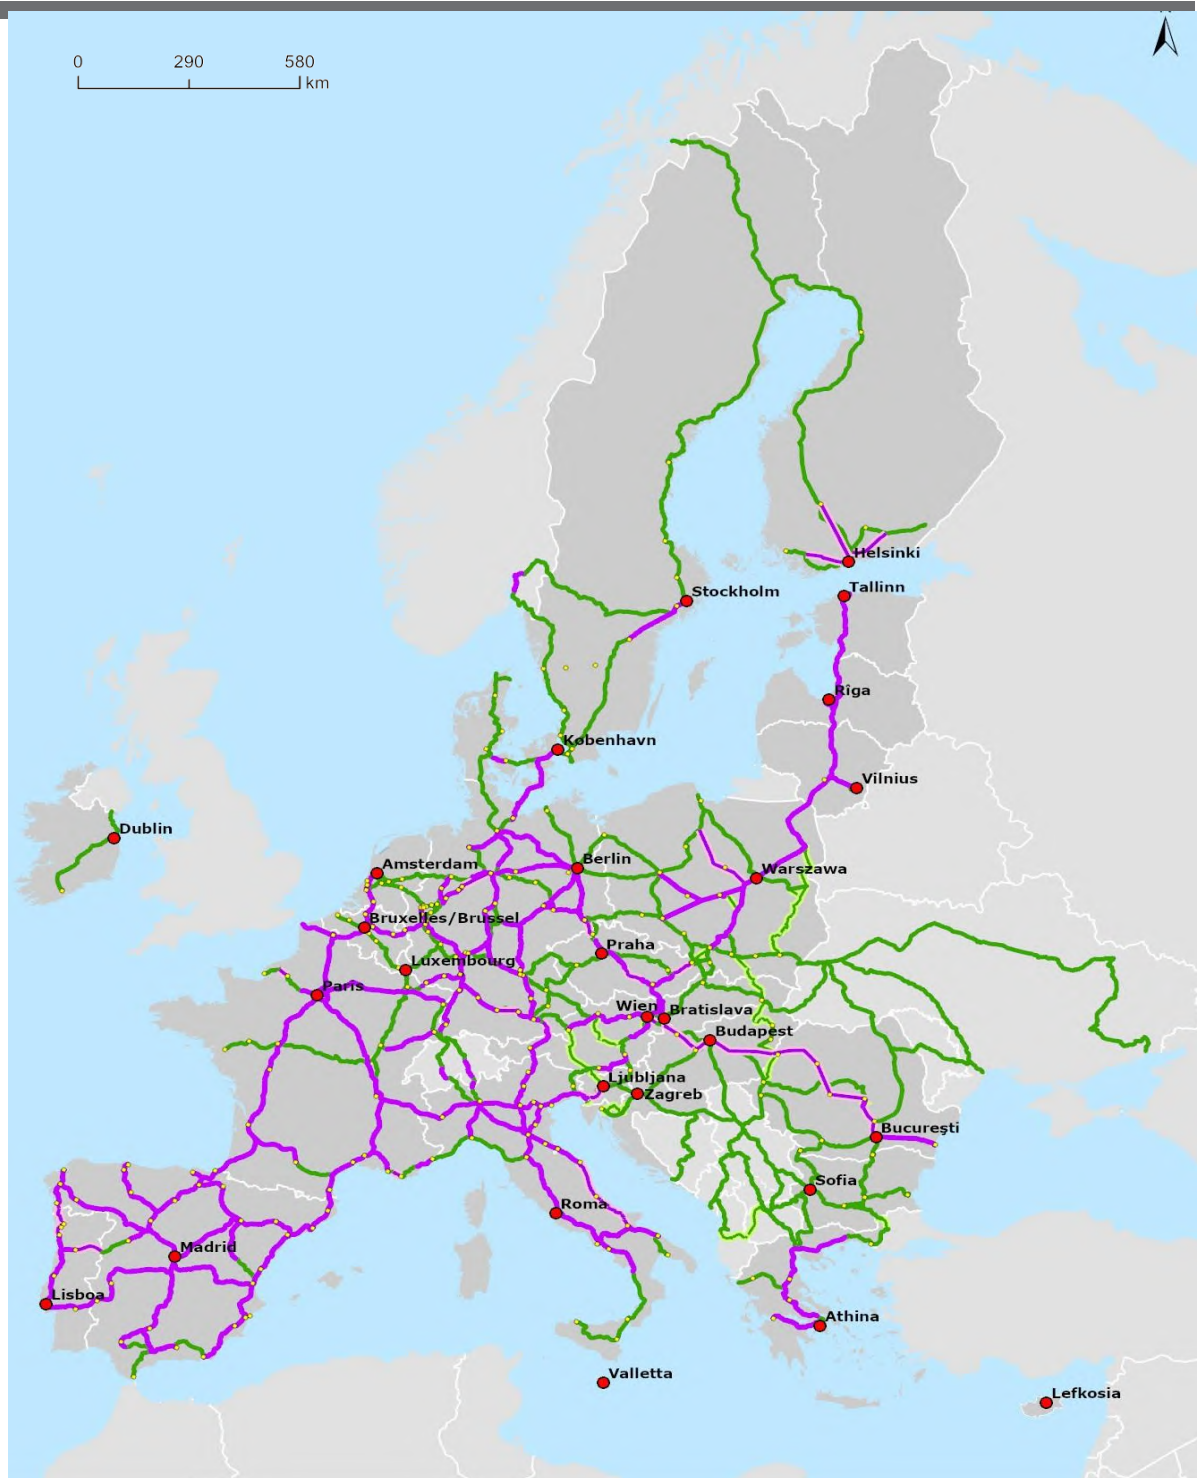 0 290 580
km
Helsinki
Tallinn
Stockholm
Rīga
København
Vilnius
Dublin
Amsterdam
Berlin
Warszawa
Bruxelles/Brussel
Praha
Luxembourg
Paris
Wien
Bratislava
Budapest
Ljubljana
Zagreb
Bucureşti
Sofia
Roma
Madrid
Lisboa
Athina
Valletta
Lefkosia